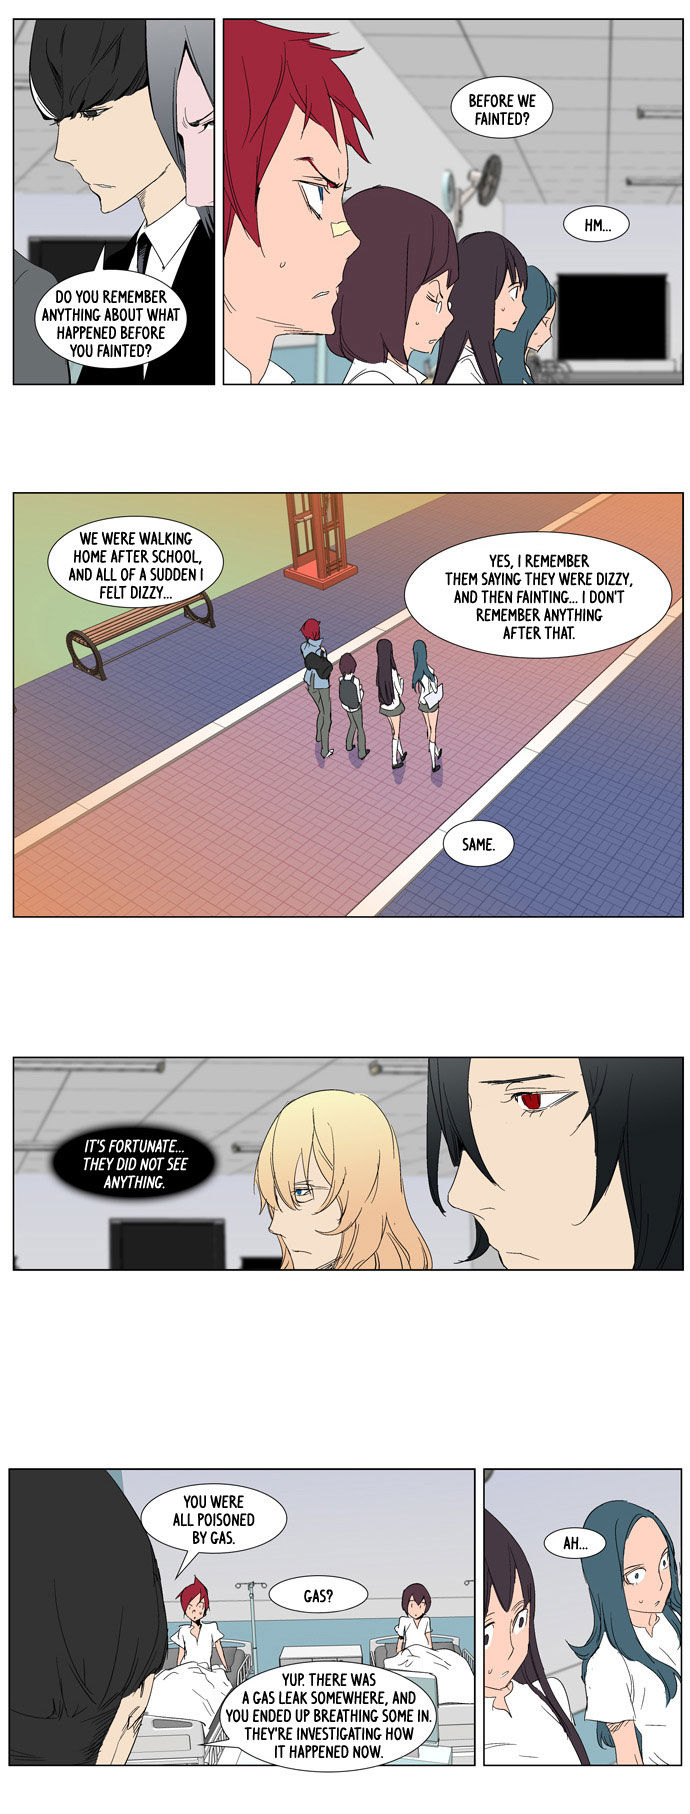 DO YOU REMEMBER
ANYTHING ABOUT WHAT
HAPPENED BEFORE
YOU FAINTED?
BEFORE WE
FAINTED?
HM...
WE WERE WALKING
HOME AFTER SCHOOL,
AND ALL OF A SUDDEN I
FELT DIZZY...
YES, I REMEMBER
THEM SAYING THEY WERE DIZZY,
AND THEN FAINTING... I DON'T
REMEMBER ANYTHING
AFTER THAT.
SAME.
IT'S FORTUNATE...
THEY DID NOT SEE
ANYTHING.
YOU WERE
ALL POISONED
BY GAS.
GAS?
YUP. THERE WAS
A GAS LEAK SOMEWHERE, AND
YOU ENDED UP BREATHING SOME IN.
THEY'RE INVESTIGATING HOW
IT HAPPENED NOW.
AH...